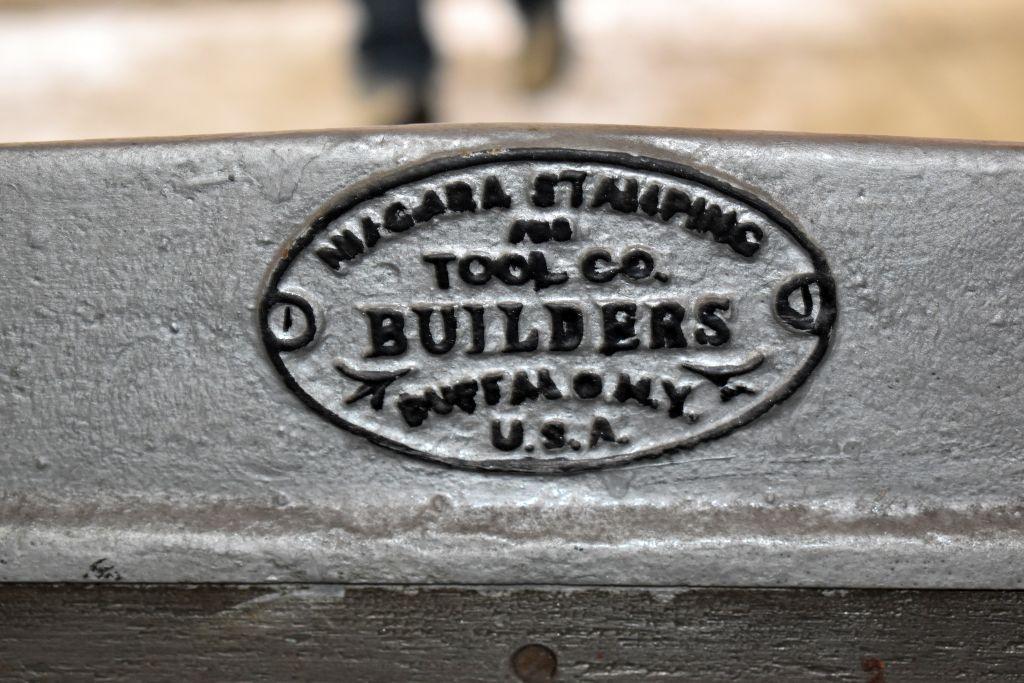 NIAGARA STAMPING
AND
TOOL CO.
BUILDERS
BUFFALO N.Y.
U.S.A.